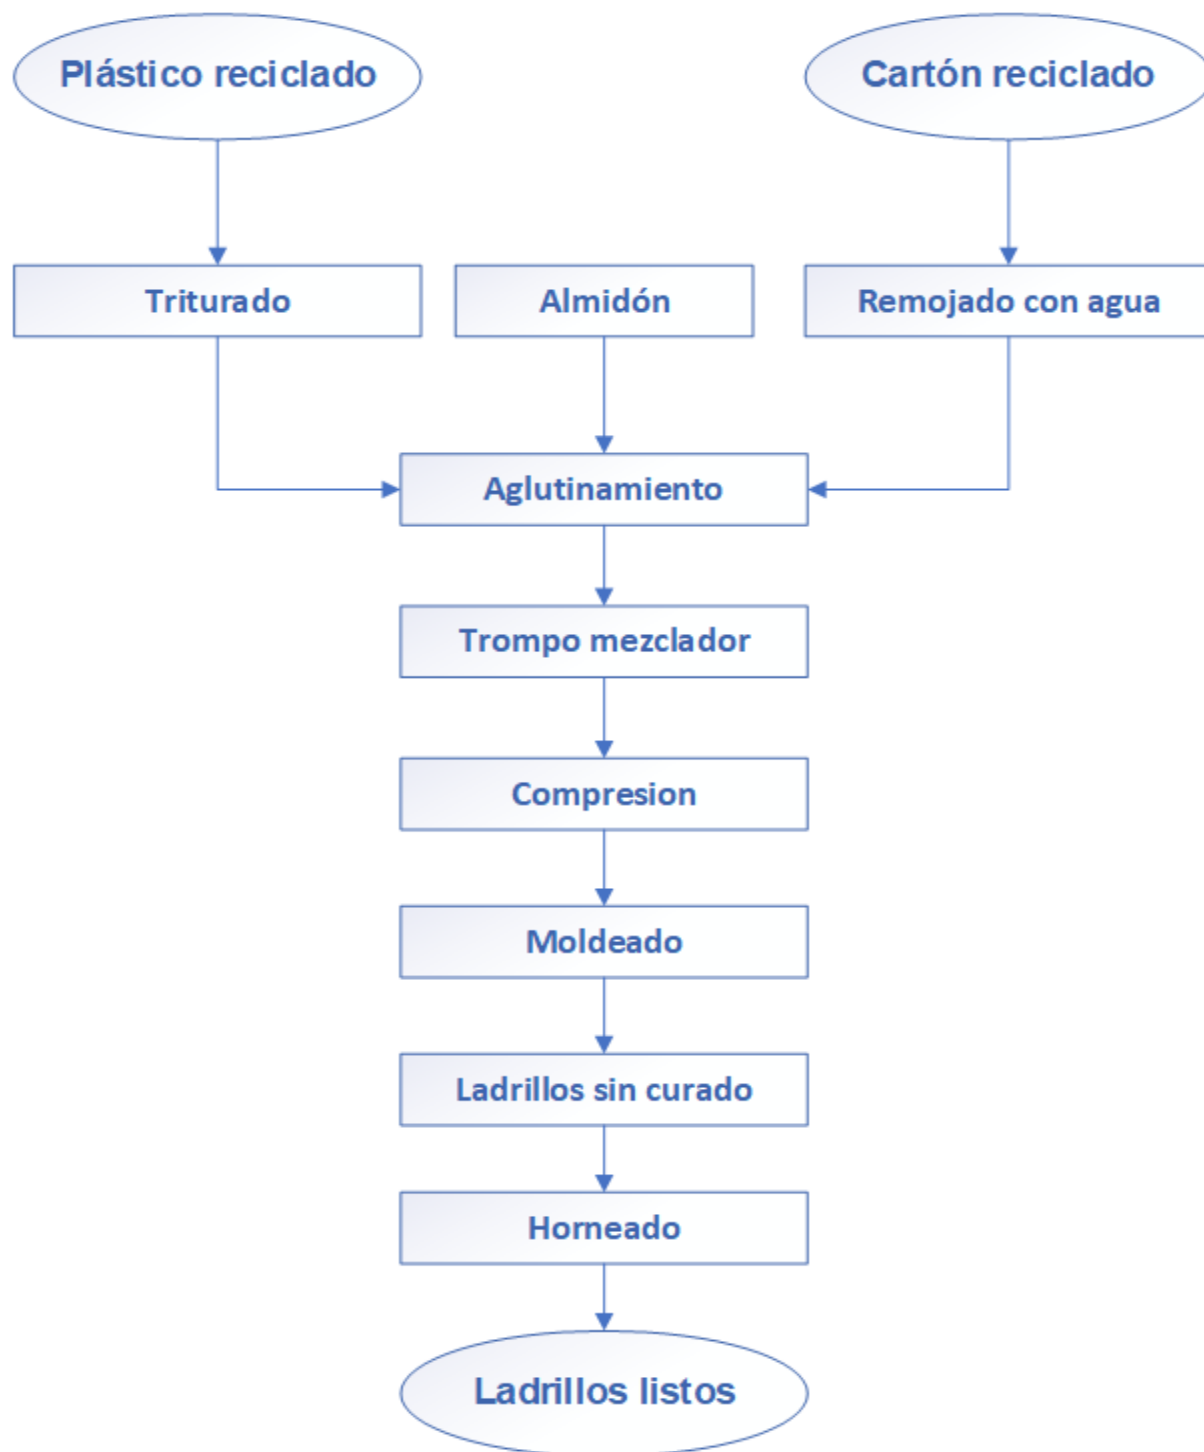 Plástico reciclado
Cartón reciclado
Triturado
Almidón
Remojado con agua
Aglutinamiento
Trompo mezclador
Compresion
Moldeado
Ladrillos sin curado
Horneado
Ladrillos listos